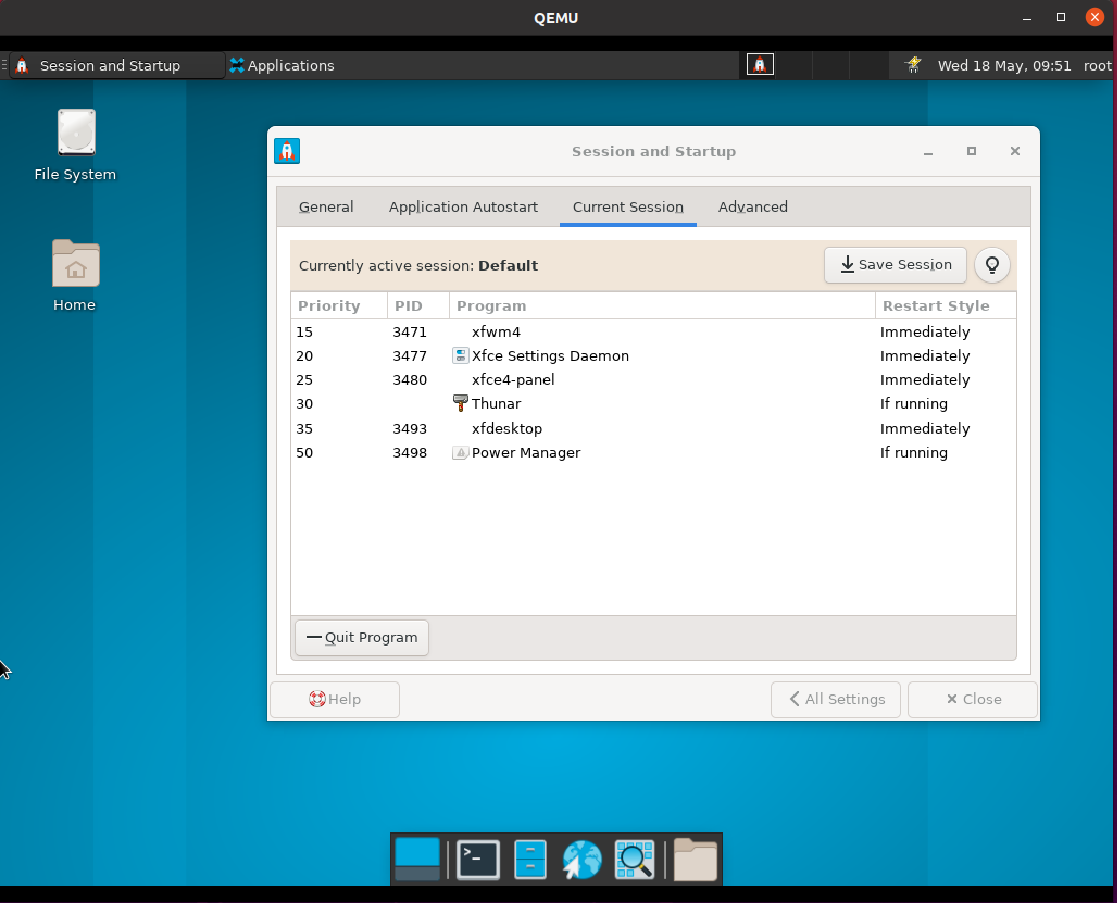 QEMU
Session and Startup
Applications
Wed 18 May, 09:51 root
File System
Home
Session and Startup
General Application Autostart Current Session Advanced
Currently active session: Default
Save Session
Priority PID Program Restart Style
15 3471 xfwm4 Immediately
20 3477 Xfce Settings Daemon Immediately
25 3480 xfce4-panel Immediately
30 Thunar If running
35 3493 xfdesktop Immediately
50 3498 Power Manager If running
Quit Program
Help All Settings Close